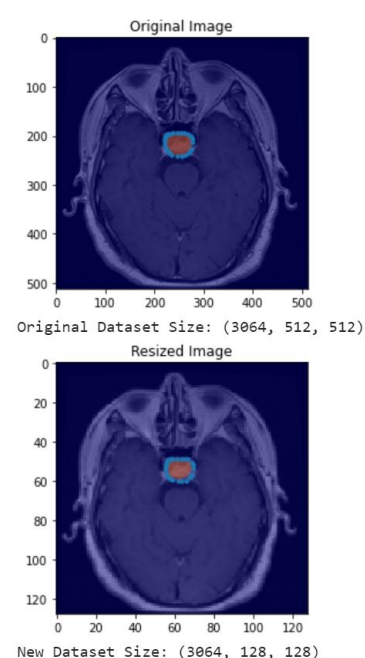 Original Image
0
100
200
300
400
500
0 100 200 300 400 500
Original Dataset Size: (3064, 512, 512)
Resized Image
0
20
40
60
80
100
120
0 20 40 60 80 100 120
New Dataset Size: (3064, 128, 128)